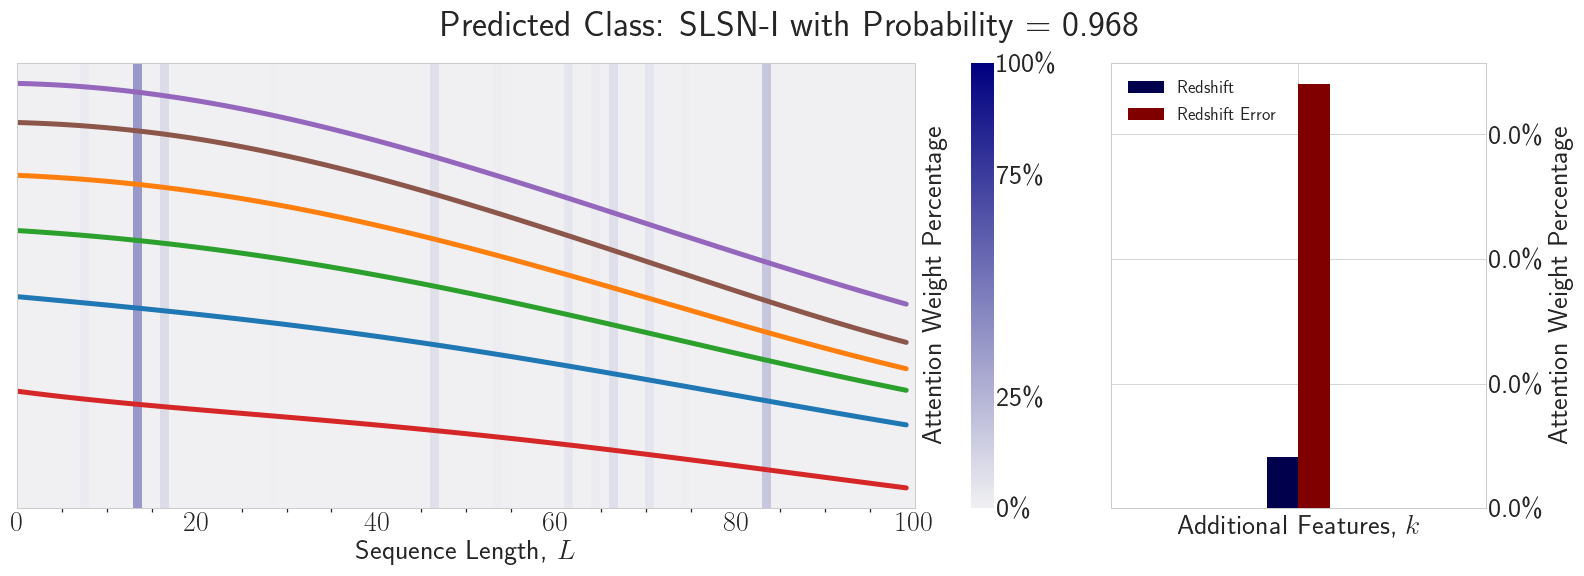 Predicted Class: SLSN-I with Probability = 0.968
0
20
40
60
80
100
Sequence Length, L
100%
75%
25%
0%
Attention Weight Percentage
Redshift
Redshift Error
0.0%
0.0%
0.0%
0.0%
Attention Weight Percentage
Additional Features, k